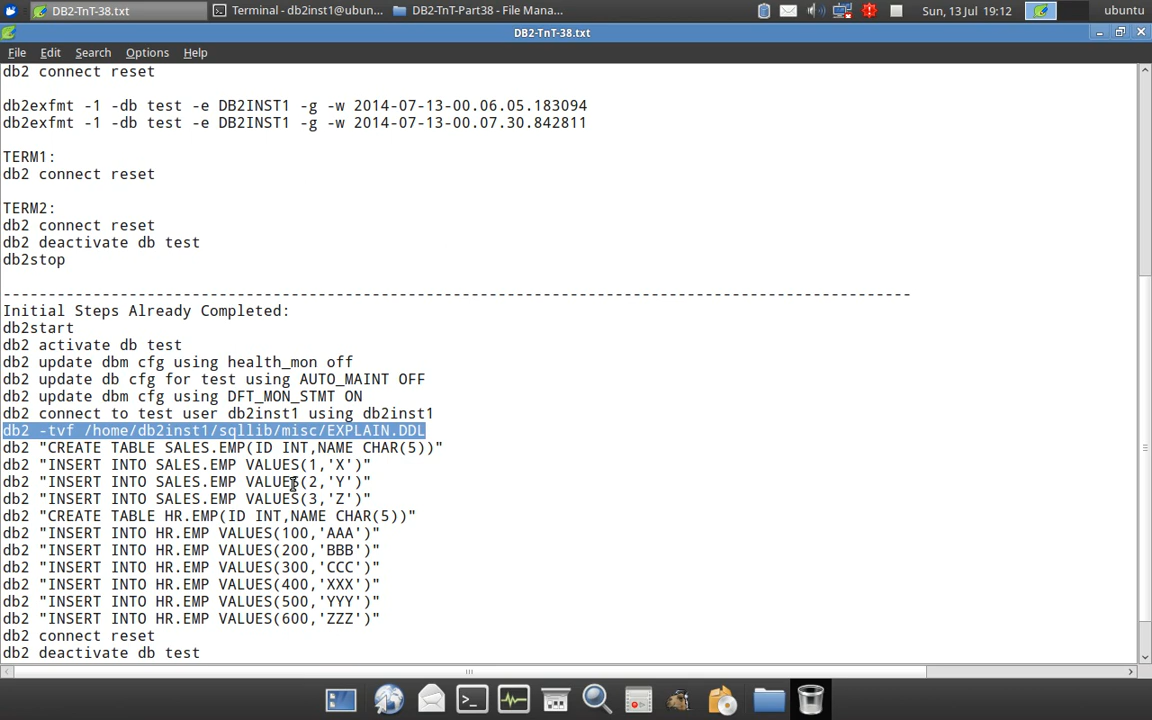 DB2-TnT-38.txt
Terminal - db2inst1@ubun...
DB2-TnT-Part38 - File Mana...
Sun, 13 Jul 19:12
ubuntu
DB2-TnT-38.txt
File Edit Search Options Help
db2 connect reset
db2exfmt -1 -db test -e DB2INST1 -g -w 2014-07-13-00.06.05.183094
db2exfmt -1 -db test -e DB2INST1 -g -w 2014-07-13-00.07.30.842811
TERM1:
db2 connect reset
TERM2:
db2 connect reset
db2 deactivate db test
db2stop
-----------------------------------------------------------------------------------------------------
Initial Steps Already Completed:
db2start
db2 activate db test
db2 update dbm cfg using health_mon off
db2 update db cfg for test using AUTO_MAINT OFF
db2 update dbm cfg using DFT_MON_STMT ON
db2 connect to test user db2inst1 using db2inst1
db2 -tvf /home/db2inst1/sqllib/misc/EXPLAIN.DDL
db2 "CREATE TABLE SALES.EMP(ID INT,NAME CHAR(5))"
db2 "INSERT INTO SALES.EMP VALUES(1,'X')"
db2 "INSERT INTO SALES.EMP VALUES(2,'Y')"
db2 "INSERT INTO SALES.EMP VALUES(3,'Z')"
db2 "CREATE TABLE HR.EMP(ID INT,NAME CHAR(5))"
db2 "INSERT INTO HR.EMP VALUES(100,'AAA')"
db2 "INSERT INTO HR.EMP VALUES(200,'BBB')"
db2 "INSERT INTO HR.EMP VALUES(300,'CCC')"
db2 "INSERT INTO HR.EMP VALUES(400,'XXX')"
db2 "INSERT INTO HR.EMP VALUES(500,'YYY')"
db2 "INSERT INTO HR.EMP VALUES(600,'ZZZ')"
db2 connect reset
db2 deactivate db test